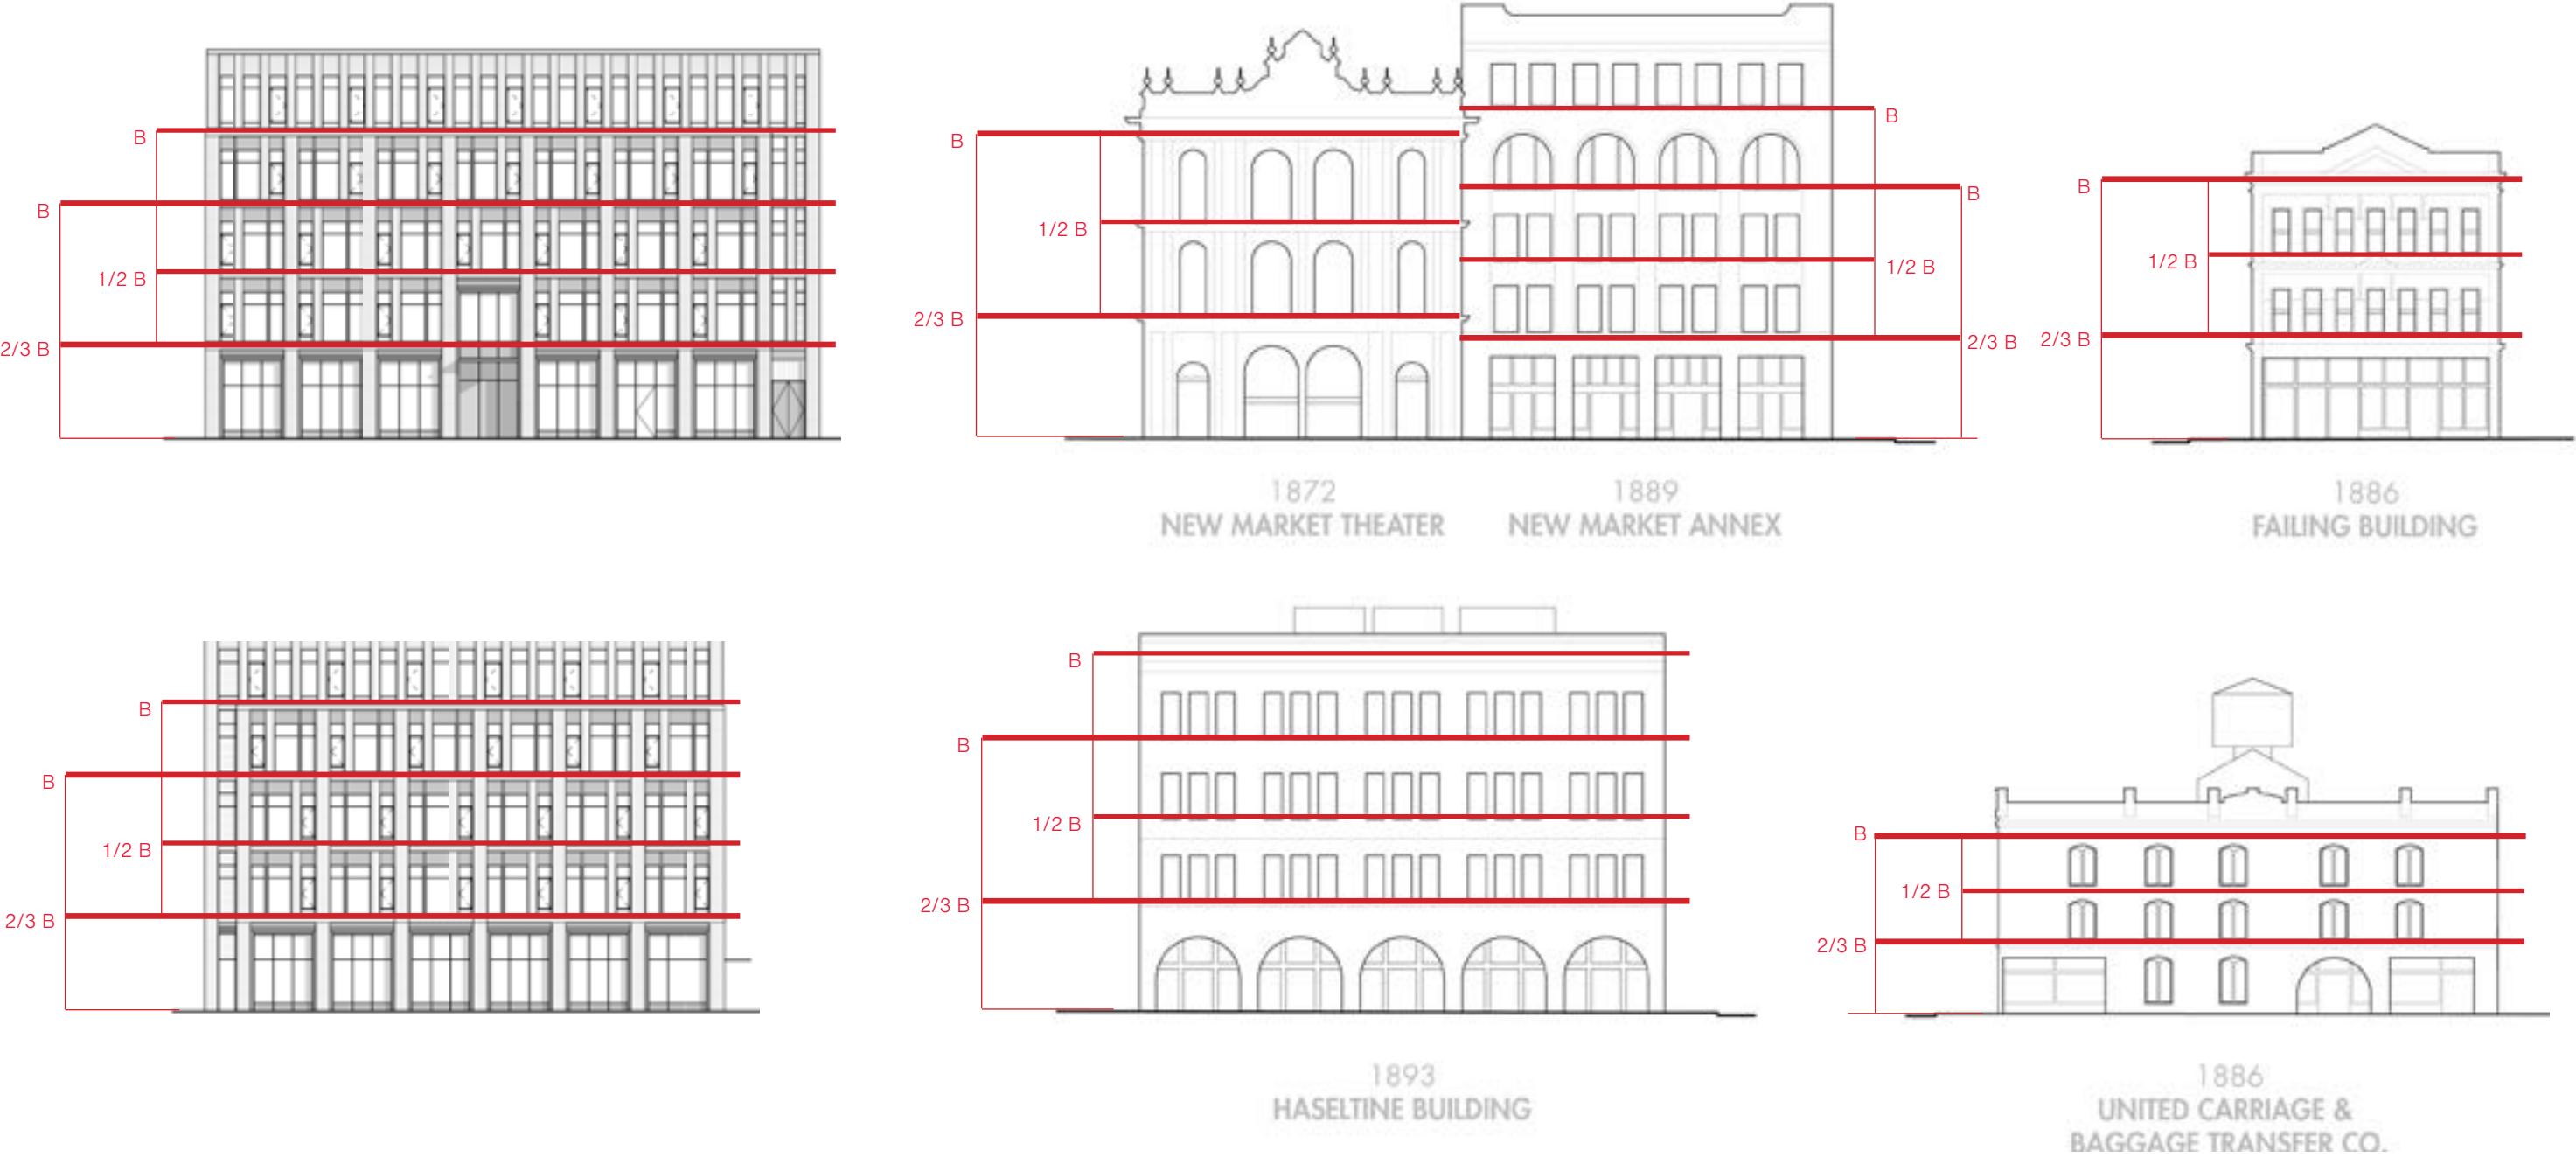 B
B
1/2 B
2/3 B
B
1/2 B
2/3 B
B
B
1/2 B
2/3 B
B
1/2 B
2/3 B
1872
NEW MARKET THEATER
1889
NEW MARKET ANNEX
1886
FAILING BUILDING
B
B
1/2 B
2/3 B
B
B
1/2 B
2/3 B
B
1/2 B
2/3 B
1893
HASELTINE BUILDING
1886
UNITED CARRIAGE &
BAGGAGE TRANSFER CO.